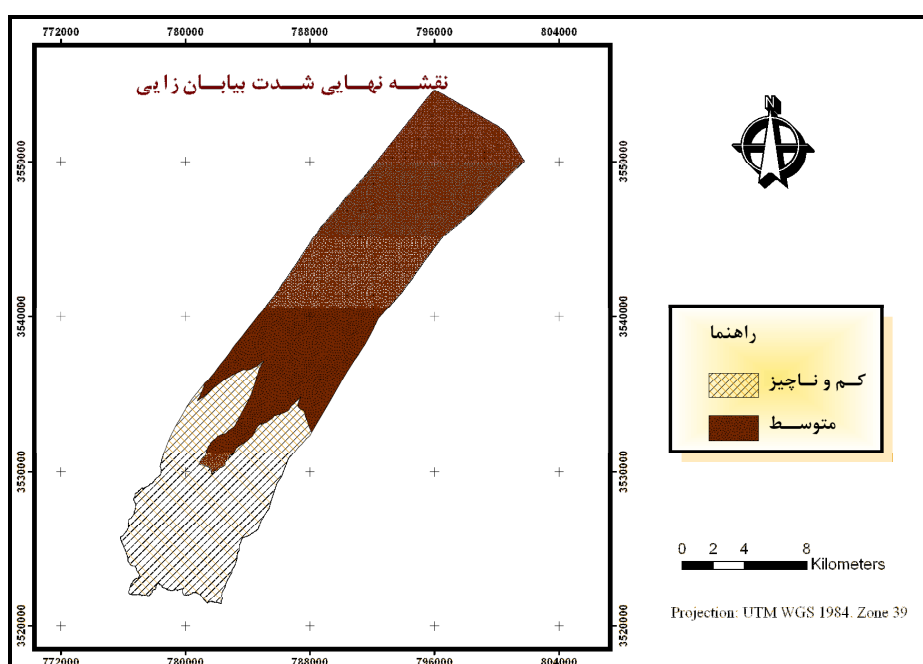 772000 780000 788000 796000 804000
نقشه نهایی شدت بیابان زایی
N
3550000 3550000
3540000 3540000
راهنما
کم و ناچیز
متوسط
3530000 3530000
0 2 4 8
Kilometers
Projection: UTM WGS 1984. Zone 39
3520000 3520000
772000 780000 788000 796000 804000